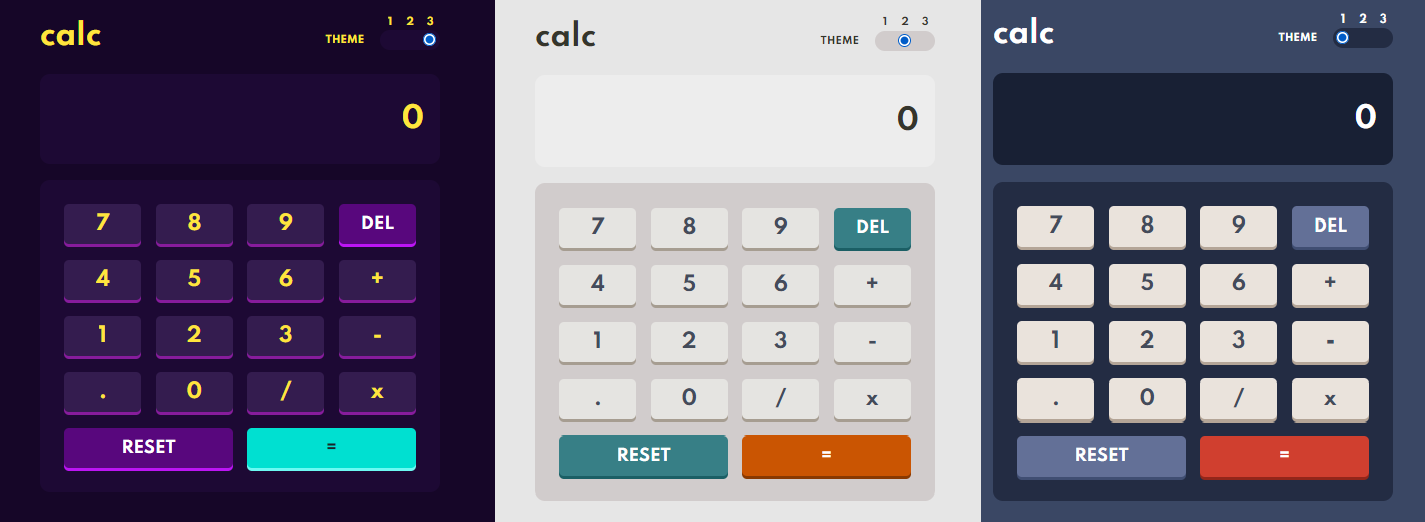 1 2 3
calc
THEME
0
7 8 9 DEL
4 5 6 +
1 2 3 -
. 0 / x
RESET =
1 2 3
calc
THEME
0
7 8 9 DEL
4 5 6 +
1 2 3 -
. 0 / x
RESET =
1 2 3
calc
THEME
0
7 8 9 DEL
4 5 6 +
1 2 3 -
. 0 / x
RESET =